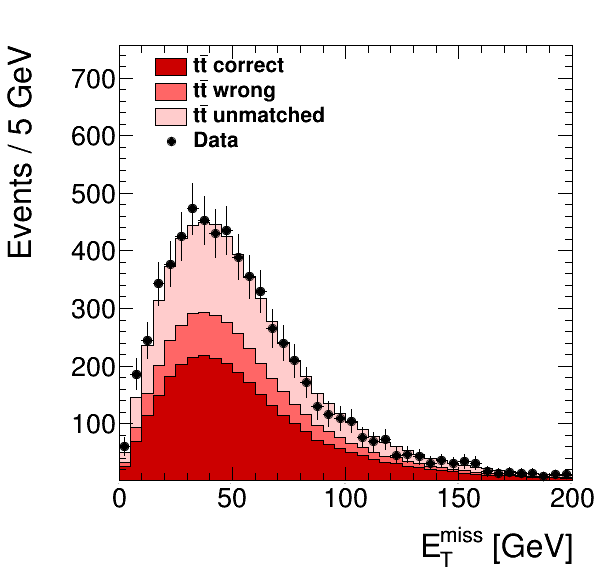 Events / 5 GeV
700
600
500
400
300
200
100
tt̄ correct
tt̄ wrong
tt̄ unmatched
Data
0 50 100 150 200
E_T^miss [GeV]